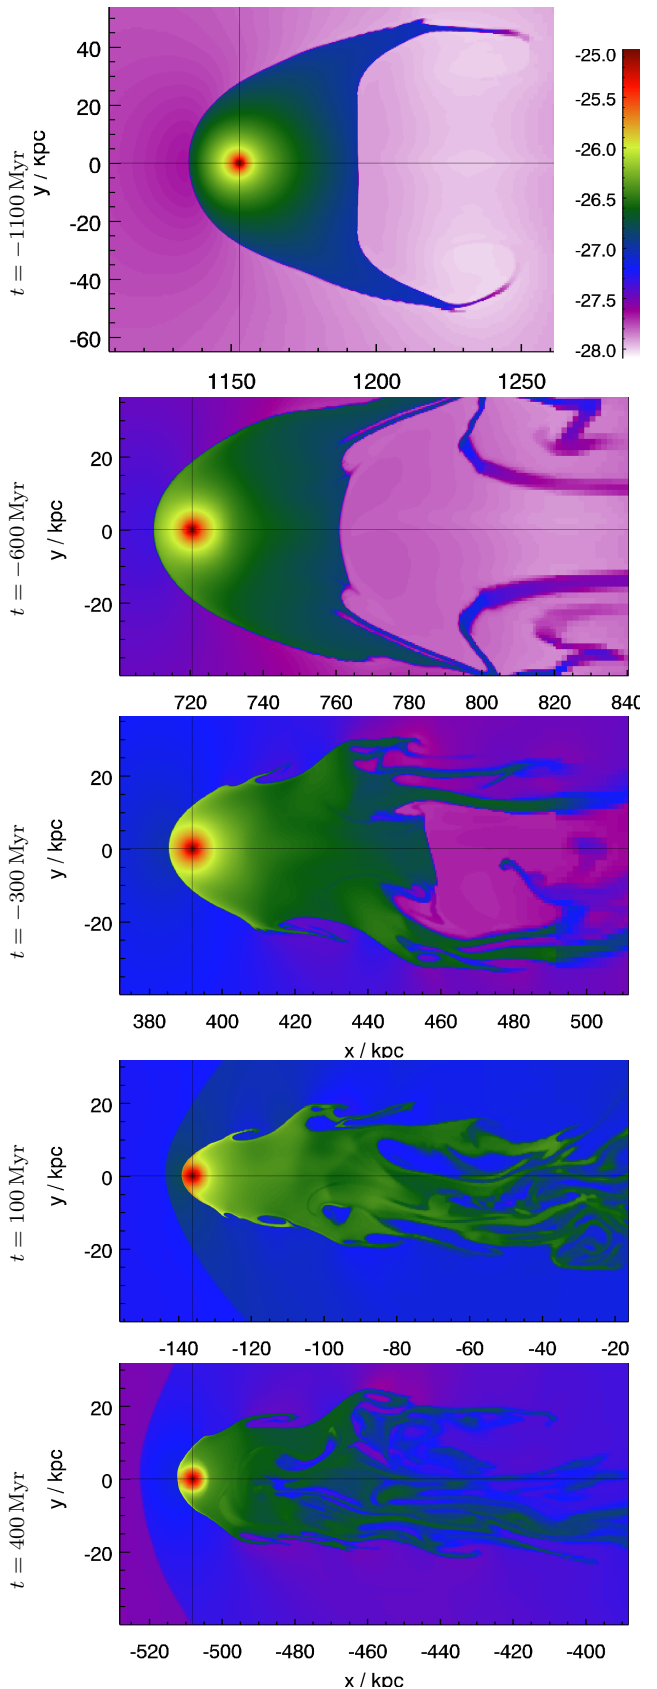 40
20
0
-20
-40
-60
y / kpc
t = −1100 Myr
1150 1200 1250
-25.0
-25.5
-26.0
-26.5
-27.0
-27.5
-28.0
20
0
-20
y / kpc
t = −600 Myr
720 740 760 780 800 820 840
20
0
-20
y / kpc
t = −300 Myr
380 400 420 440 460 480 500
x / kpc
20
0
-20
y / kpc
t = 100 Myr
-140 -120 -100 -80 -60 -40 -20
20
0
-20
y / kpc
t = 400 Myr
-520 -500 -480 -460 -440 -420 -400
x / kpc